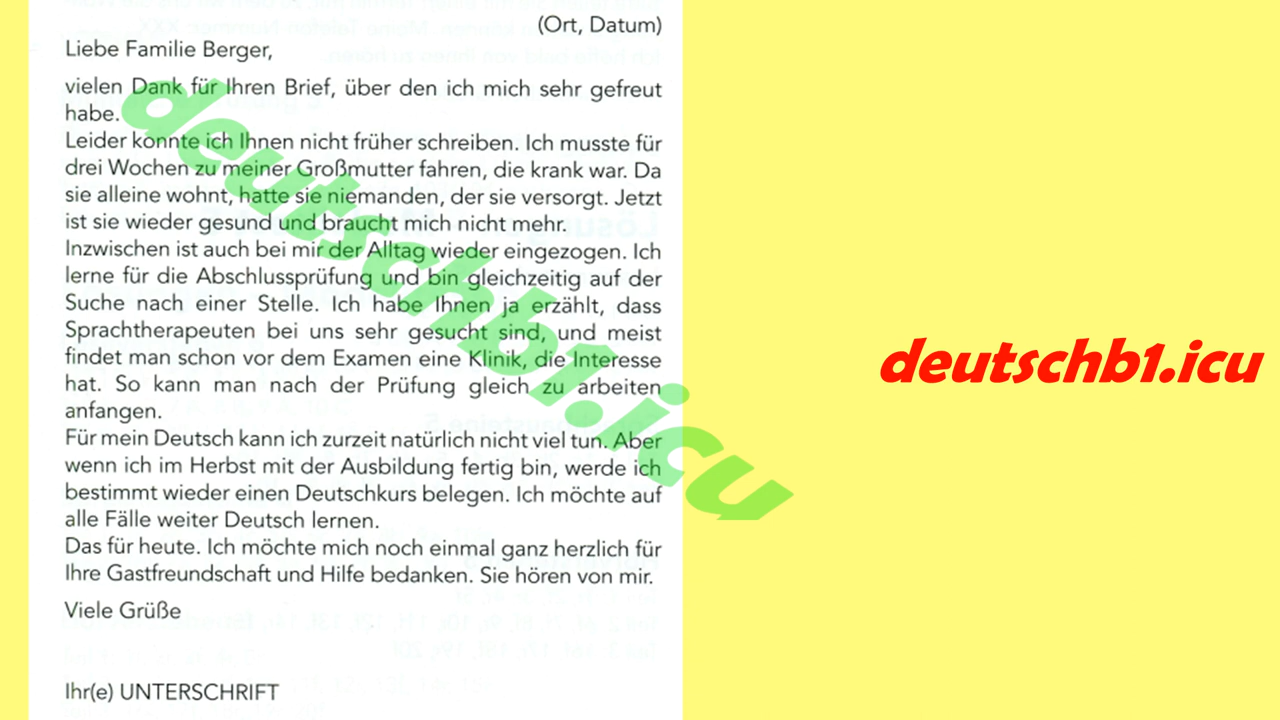 (Ort, Datum)
Liebe Familie Berger,
vielen Dank für Ihren Brief, über den ich mich sehr gefreut
habe.
Leider konnte ich Ihnen nicht früher schreiben. Ich musste für
drei Wochen zu meiner Großmutter fahren, die krank war. Da
sie alleine wohnt, hatte sie niemanden, der sie versorgt. Jetzt
ist sie wieder gesund und braucht mich nicht mehr.
Inzwischen ist auch bei mir der Alltag wieder eingezogen. Ich
lerne für die Abschlussprüfung und bin gleichzeitig auf der
Suche nach einer Stelle. Ich habe Ihnen ja erzählt, dass
Sprachtherapeuten bei uns sehr gesucht sind, und meist
findet man schon vor dem Examen eine Klinik, die Interesse
hat. So kann man nach der Prüfung gleich zu arbeiten
anfangen.
Für mein Deutsch kann ich zurzeit natürlich nicht viel tun. Aber
wenn ich im Herbst mit der Ausbildung fertig bin, werde ich
bestimmt wieder einen Deutschkurs belegen. Ich möchte auf
alle Fälle weiter Deutsch lernen.
Das für heute. Ich möchte mich noch einmal ganz herzlich für
Ihre Gastfreundschaft und Hilfe bedanken. Sie hören von mir.
Viele Grüße
Ihr(e) UNTERSCHRIFT
deutschb1.icu
deutschb1.icu